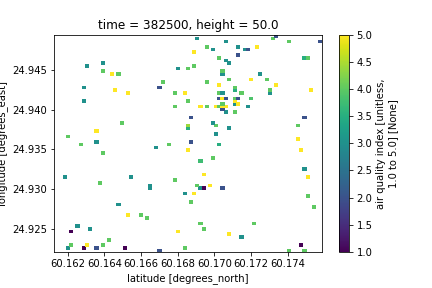 time = 382500, height = 50.0
24.945
24.940
24.935
24.930
24.925
longitude [degrees_east]
60.162 60.164 60.166 60.168 60.170 60.172 60.174
latitude [degrees_north]
5.0
4.5
4.0
3.5
3.0
2.5
2.0
1.5
1.0
air quality index [unitless,
1.0 to 5.0] [None]